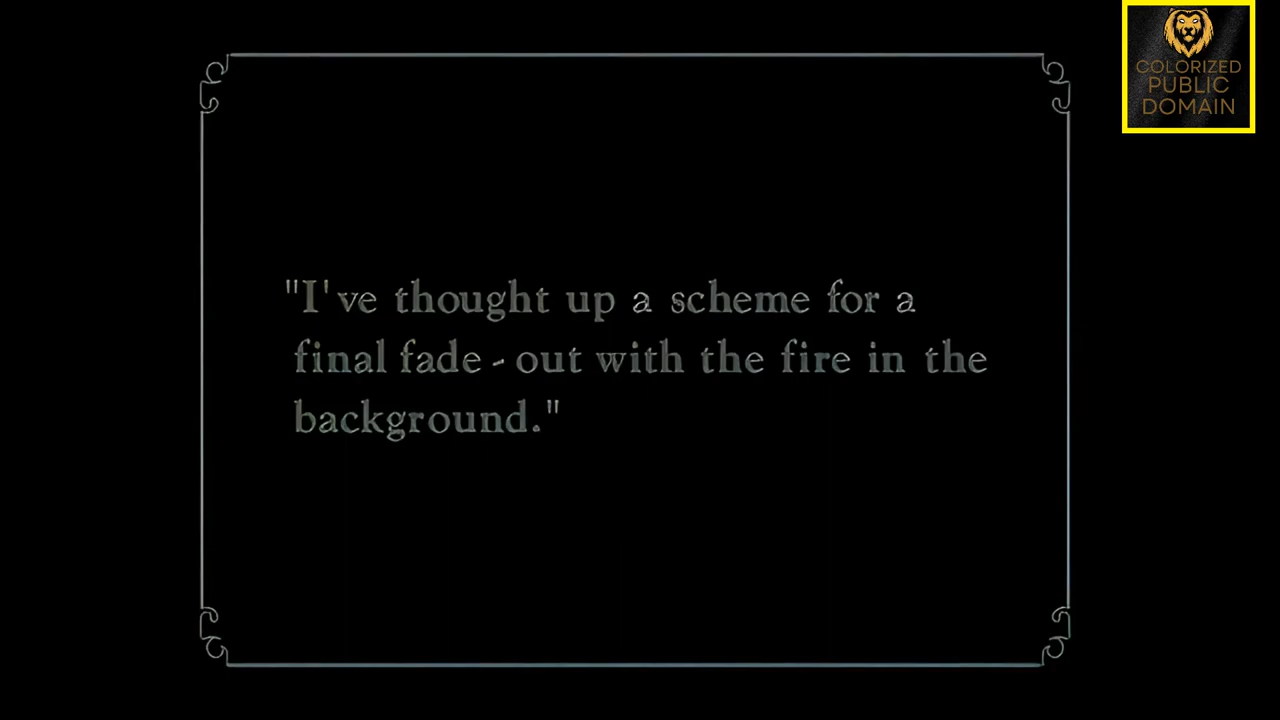 COLORIZED
PUBLIC
DOMAIN
"I've thought up a scheme for a
final fade-out with the fire in the
background."